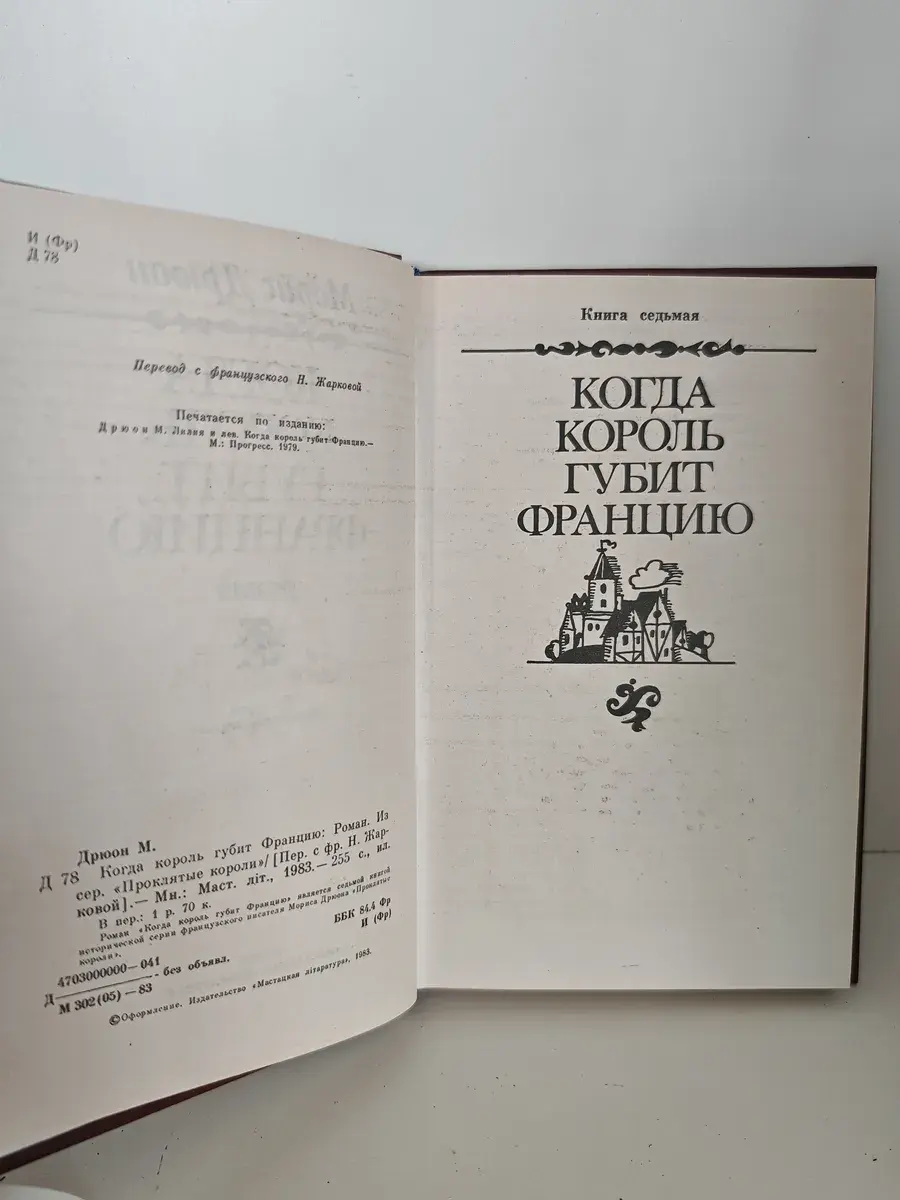 И (Фр)
Д 78
Перевод с французского Н. Жарковой
Печатается по изданию:
Дрюон М. Лилия и лев. Когда король губит Францию.—
М.: Прогресс, 1979.
Дрюон М.
Д 78 Когда король губит Францию: Роман. Из
сер. «Проклятые короли»/[Пер. с фр. Н. Жар-
ковой].— Мн.: Маст. літ., 1983.— 255 с., ил.
В пер.: 1 р. 70 к.
Роман «Когда король губит Францию» является седьмой книгой
исторической серии французского писателя Мориса Дрюона «Проклятые
короли».
4703000000—041
Д ———— без объявл.
М 302(05)—83
ББК 84.4 Фр
И (Фр)
© Оформление. Издательство «Мастацкая літаратура», 1983.
Книга седьмая
КОГДА
КОРОЛЬ
ГУБИТ
ФРАНЦИЮ